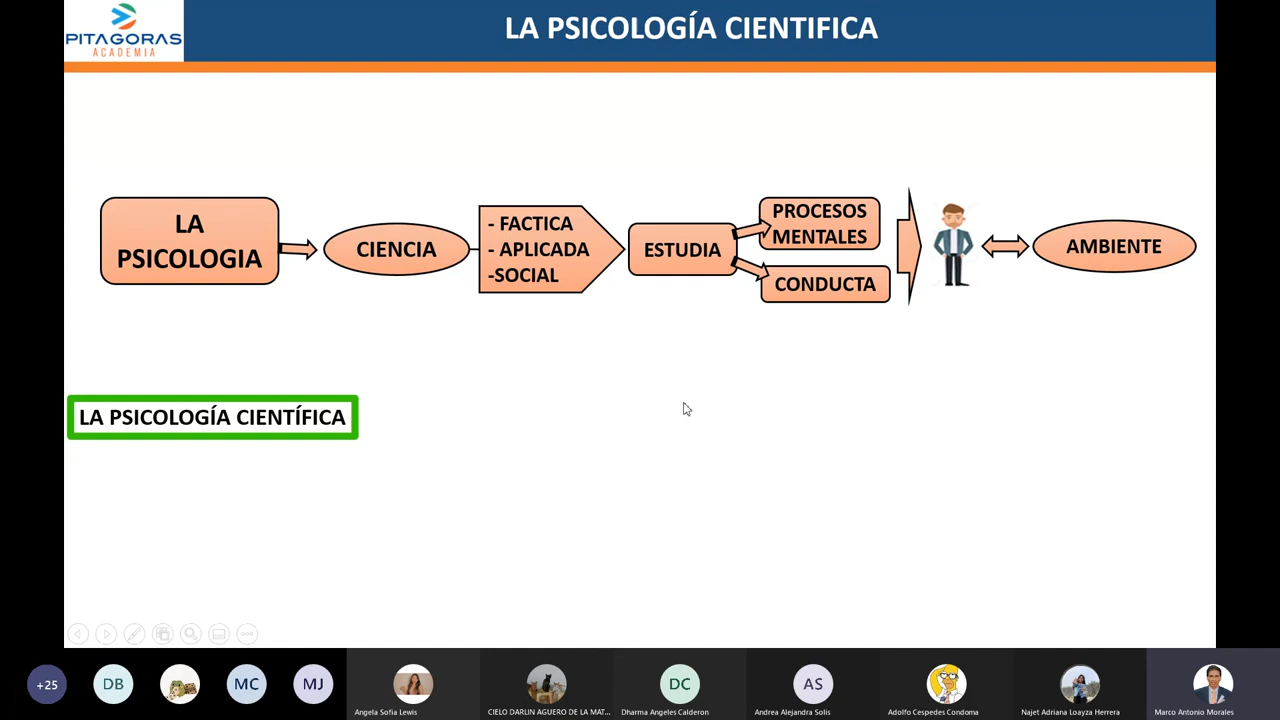 PITAGORAS
ACADEMIA
LA PSICOLOGÍA CIENTIFICA
LA
PSICOLOGIA
CIENCIA
- FACTICA
- APLICADA
-SOCIAL
ESTUDIA
PROCESOS
MENTALES
CONDUCTA
AMBIENTE
LA PSICOLOGÍA CIENTÍFICA
+25
DB
MC
MJ
DC
AS
Angela Sofia Lewis
CIELO DARLIN AGUERO DE LA MAT...
Dharma Angeles Calderon
Andrea Alejandra Solis
Adolfo Cespedes Condoma
Najet Adriana Loayza Herrera
Marco Antonio Morales